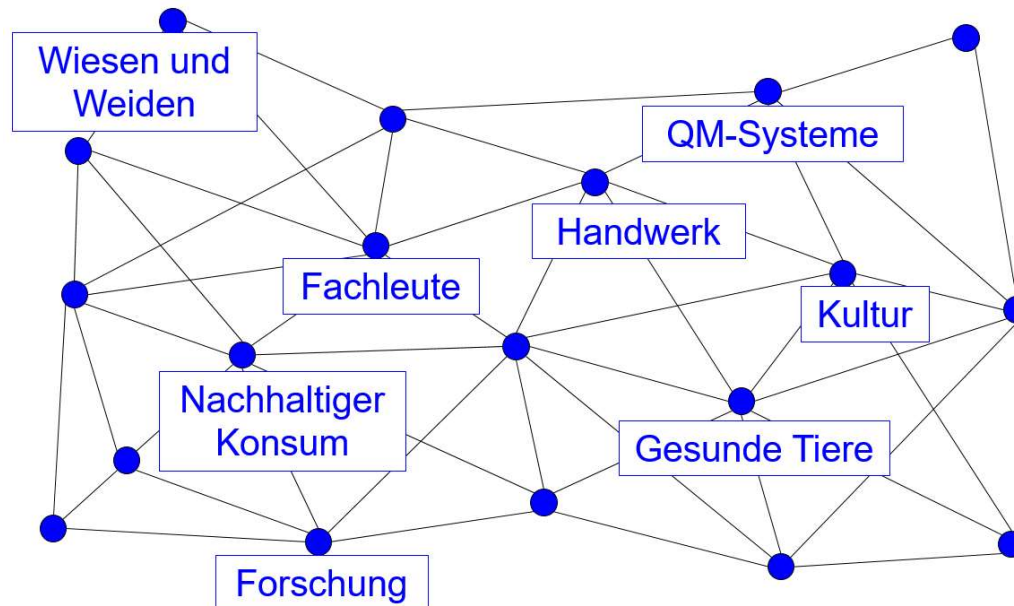 Wiesen und
Weiden
QM-Systeme
Handwerk
Fachleute
Kultur
Nachhaltiger
Konsum
Gesunde Tiere
Forschung